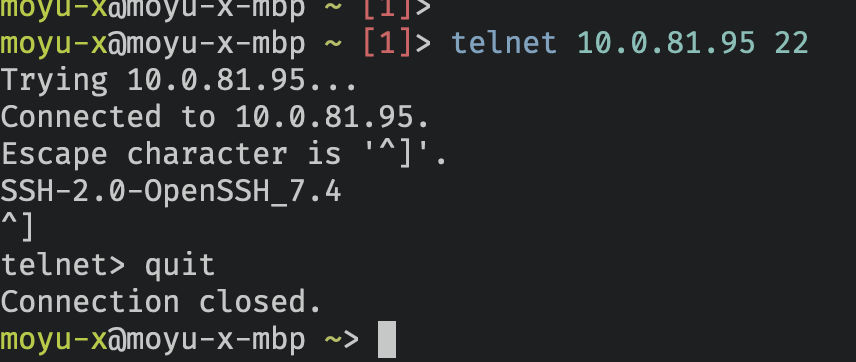 moyu-x@moyu-x-mbp ~ [1]>
moyu-x@moyu-x-mbp ~ [1]> telnet 10.0.81.95 22
Trying 10.0.81.95...
Connected to 10.0.81.95.
Escape character is '^]'.
SSH-2.0-OpenSSH_7.4
^]
telnet> quit
Connection closed.
moyu-x@moyu-x-mbp ~>